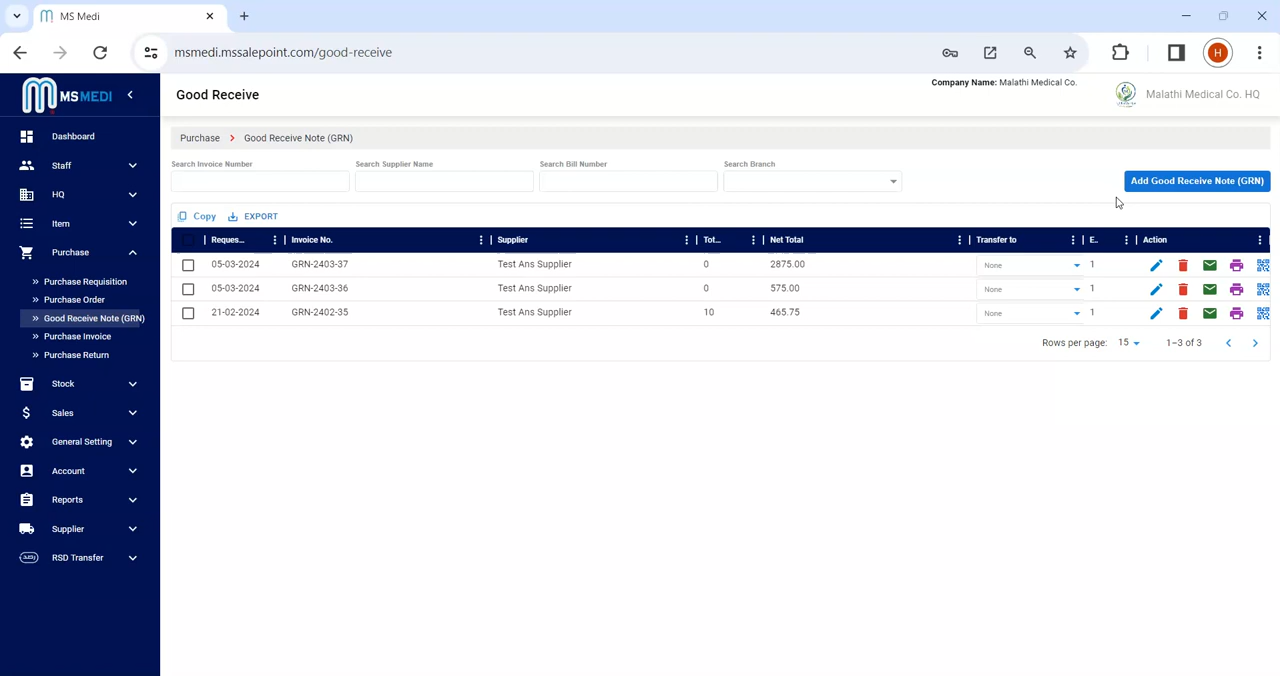 MS Medi
msmedi.mssalepoint.com/good-receive
H
MSMEDI
Good Receive
Company Name: Malathi Medical Co.
Malathi Medical Co. HQ
Dashboard
Staff
HQ
Item
Purchase
» Purchase Requisition
» Purchase Order
» Good Receive Note (GRN)
» Purchase Invoice
» Purchase Return
Stock
Sales
General Setting
Account
Reports
Supplier
RSD Transfer
Purchase > Good Receive Note (GRN)
Search Invoice Number Search Supplier Name Search Bill Number Search Branch
Add Good Receive Note (GRN)
Copy EXPORT
Reques... Invoice No. Supplier Tot... Net Total Transfer to E.. Action
05-03-2024 GRN-2403-37 Test Ans Supplier 0 2875.00 None 1
05-03-2024 GRN-2403-36 Test Ans Supplier 0 575.00 None 1
21-02-2024 GRN-2402-35 Test Ans Supplier 10 465.75 None 1
Rows per page: 15 1–3 of 3